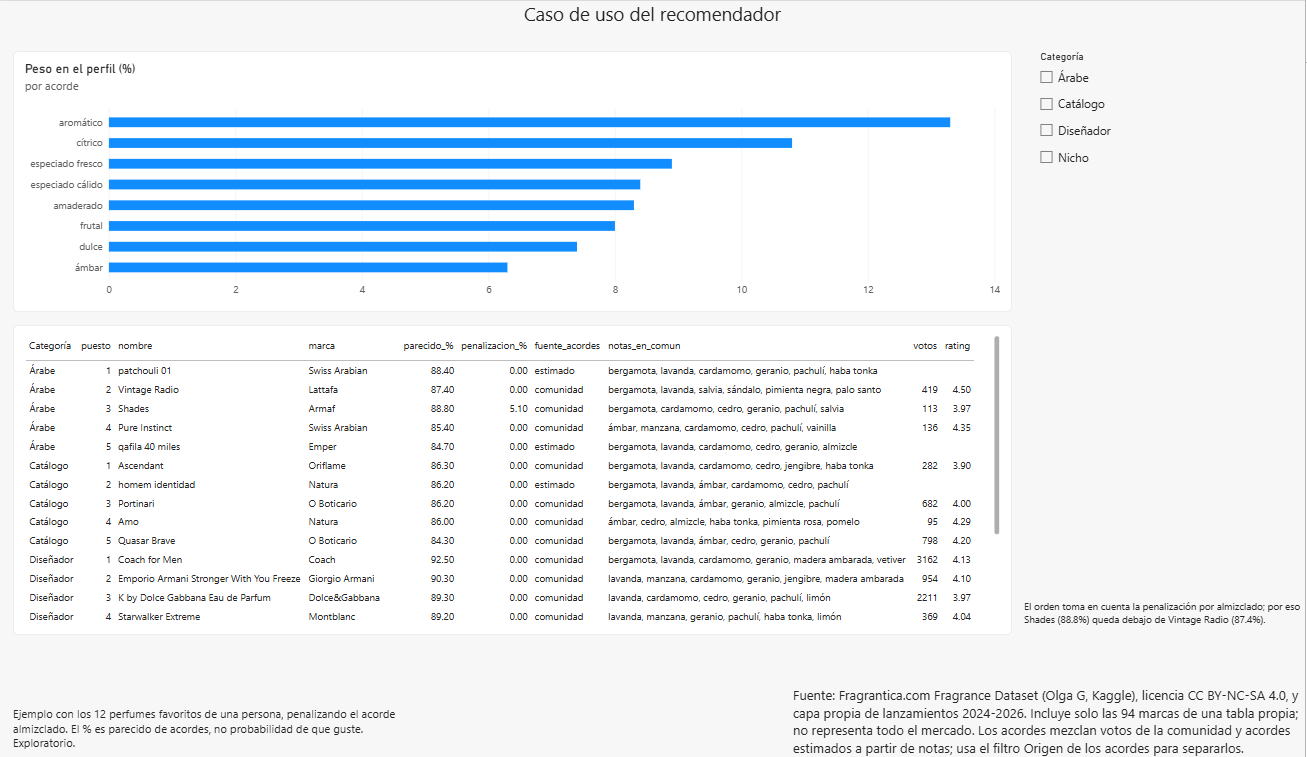 Caso de uso del recomendador
Peso en el perfil (%)
por acorde
aromático
cítrico
especiado fresco
especiado cálido
amaderado
frutal
dulce
ámbar
0 2 4 6 8 10 12 14
Categoría
Árabe
Catálogo
Diseñador
Nicho
Categoría puesto nombre marca parecido_% penalizacion_% fuente_acordes notas_en_comun votos rating
Árabe 1 patchouli 01 Swiss Arabian 88.40 0.00 estimado bergamota, lavanda, cardamomo, geranio, pachulí, haba tonka
Árabe 2 Vintage Radio Lattafa 87.40 0.00 comunidad bergamota, lavanda, salvia, sándalo, pimienta negra, palo santo 419 4.50
Árabe 3 Shades Armaf 88.80 5.10 comunidad bergamota, cardamomo, cedro, geranio, pachulí, salvia 113 3.97
Árabe 4 Pure Instinct Swiss Arabian 85.40 0.00 comunidad ámbar, manzana, cardamomo, cedro, pachulí, vainilla 136 4.35
Árabe 5 qafila 40 miles Emper 84.70 0.00 estimado bergamota, lavanda, cardamomo, cedro, geranio, almizcle
Catálogo 1 Ascendant Oriflame 86.30 0.00 comunidad bergamota, lavanda, cardamomo, cedro, jengibre, haba tonka 282 3.90
Catálogo 2 homem identidad Natura 86.20 0.00 estimado bergamota, lavanda, ámbar, cardamomo, cedro, pachulí
Catálogo 3 Portinari O Boticario 86.20 0.00 comunidad bergamota, lavanda, ámbar, geranio, almizcle, pachulí 682 4.00
Catálogo 4 Amo Natura 86.00 0.00 comunidad ámbar, cedro, almizcle, haba tonka, pimienta rosa, pomelo 95 4.29
Catálogo 5 Quasar Brave O Boticario 84.30 0.00 comunidad bergamota, lavanda, ámbar, cedro, geranio, pachulí 798 4.20
Diseñador 1 Coach for Men Coach 92.50 0.00 comunidad bergamota, lavanda, cardamomo, geranio, madera ambarada, vetiver 3162 4.13
Diseñador 2 Emporio Armani Stronger With You Freeze Giorgio Armani 90.30 0.00 comunidad lavanda, manzana, cardamomo, geranio, jengibre, madera ambarada 954 4.10
Diseñador 3 K by Dolce Gabbana Eau de Parfum Dolce&Gabbana 89.30 0.00 comunidad lavanda, cardamomo, cedro, geranio, pachulí, limón 2211 3.97
Diseñador 4 Starwalker Extreme Montblanc 89.20 0.00 comunidad lavanda, manzana, geranio, pachulí, haba tonka, limón 369 4.04
El orden toma en cuenta la penalización por almizclado; por eso
Shades (88.8%) queda debajo de Vintage Radio (87.4%).
Ejemplo con los 12 perfumes favoritos de una persona, penalizando el acorde
almizclado. El % es parecido de acordes, no probabilidad de que guste.
Exploratorio.
Fuente: Fragrantica.com Fragrance Dataset (Olga G, Kaggle), licencia CC BY-NC-SA 4.0, y
capa propia de lanzamientos 2024-2026. Incluye solo las 94 marcas de una tabla propia;
no representa todo el mercado. Los acordes mezclan votos de la comunidad y acordes
estimados a partir de notas; usa el filtro Origen de los acordes para separarlos.